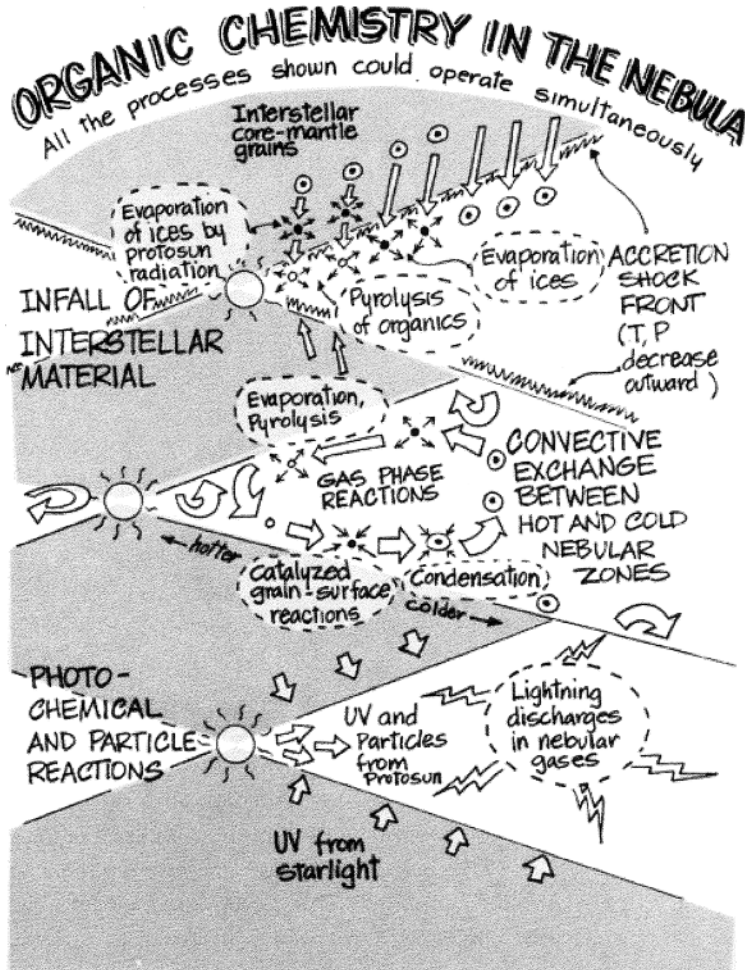 ORGANIC CHEMISTRY IN THE NEBULA
All the processes shown could operate simultaneously
Interstellar
core-mantle
grains
Evaporation
of ices by
protosun
radiation
Evaporation
of ices
Pyrolysis
of organics
ACCRETION
SHOCK
FRONT
(T, P
decrease
outward)
INFALL OF
INTERSTELLAR
MATERIAL
Evaporation,
Pyrolysis
GAS PHASE
REACTIONS
CONVECTIVE
EXCHANGE
BETWEEN
HOT AND COLD
NEBULAR
ZONES
hotter
Catalyzed
grain-surface
reactions
Condensation
colder
PHOTO-
CHEMICAL
AND PARTICLE
REACTIONS
UV and
Particles
from
Protosun
Lightning
discharges
in nebular
gases
UV from
starlight